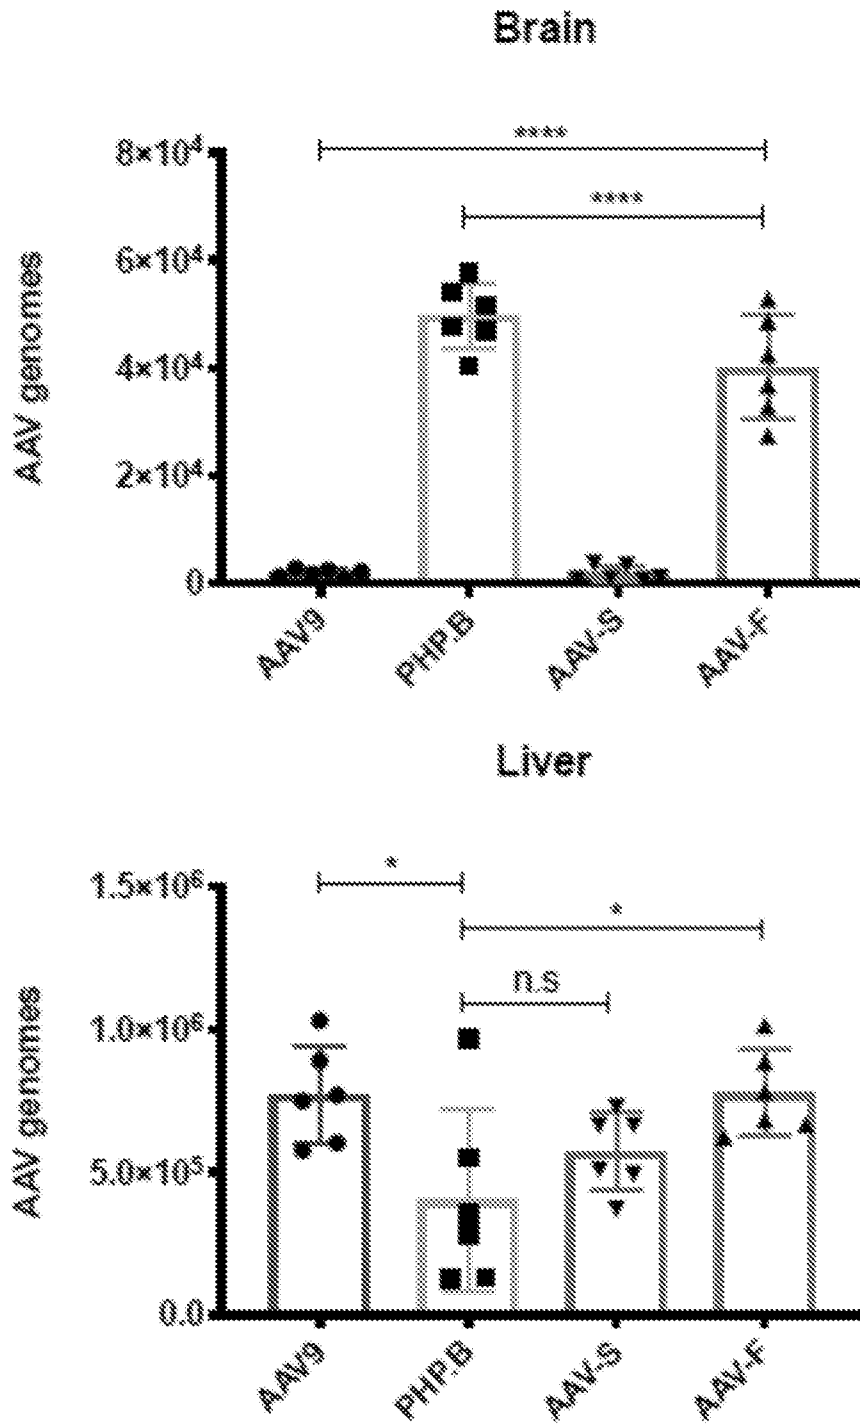 Brain
****
****
8×10⁴
6×10⁴
4×10⁴
2×10⁴
0
AAV genomes
AAV9
PHP.B
AAV-S
AAV-F
Liver
*
*
n.s
1.5×10⁶
1.0×10⁶
5.0×10⁵
0.0
AAV genomes
AAV9
PHP.B
AAV-S
AAV-F